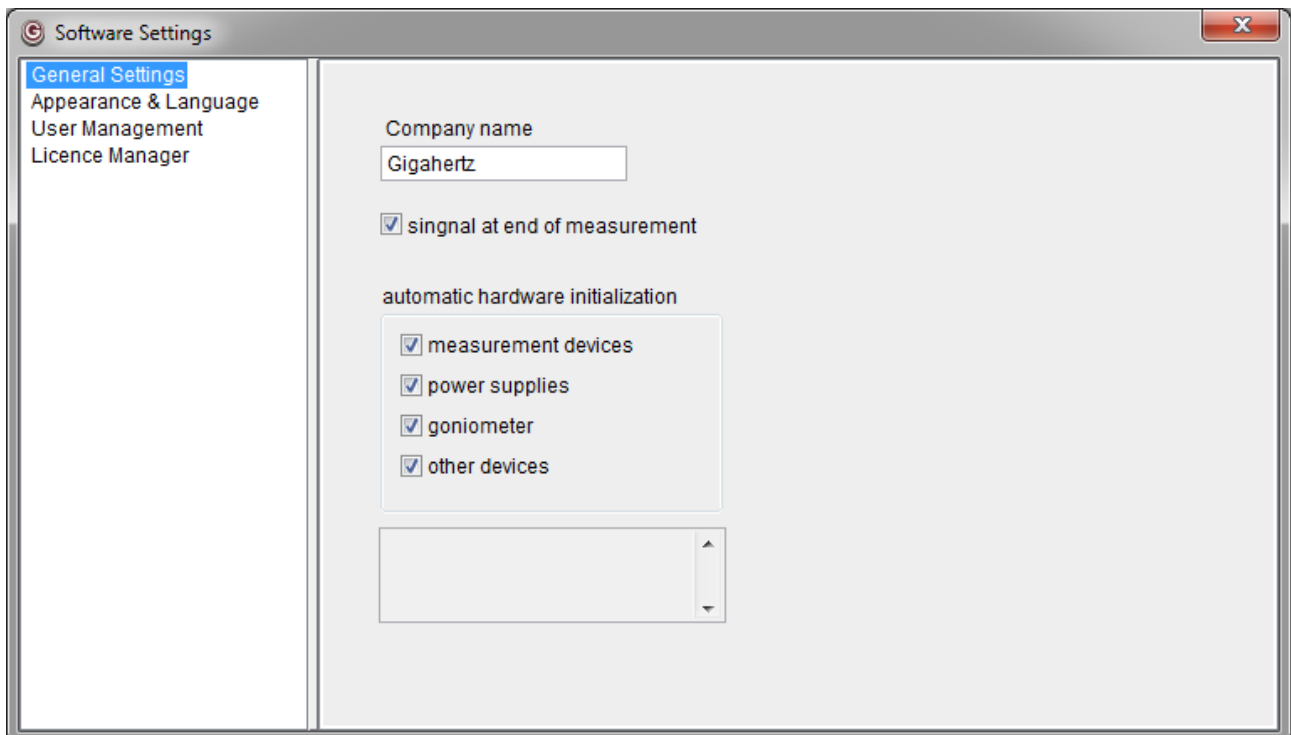 Software Settings
General Settings
Appearance & Language
User Management
Licence Manager
Company name
Gigahertz
singnal at end of measurement
automatic hardware initialization
measurement devices
power supplies
goniometer
other devices